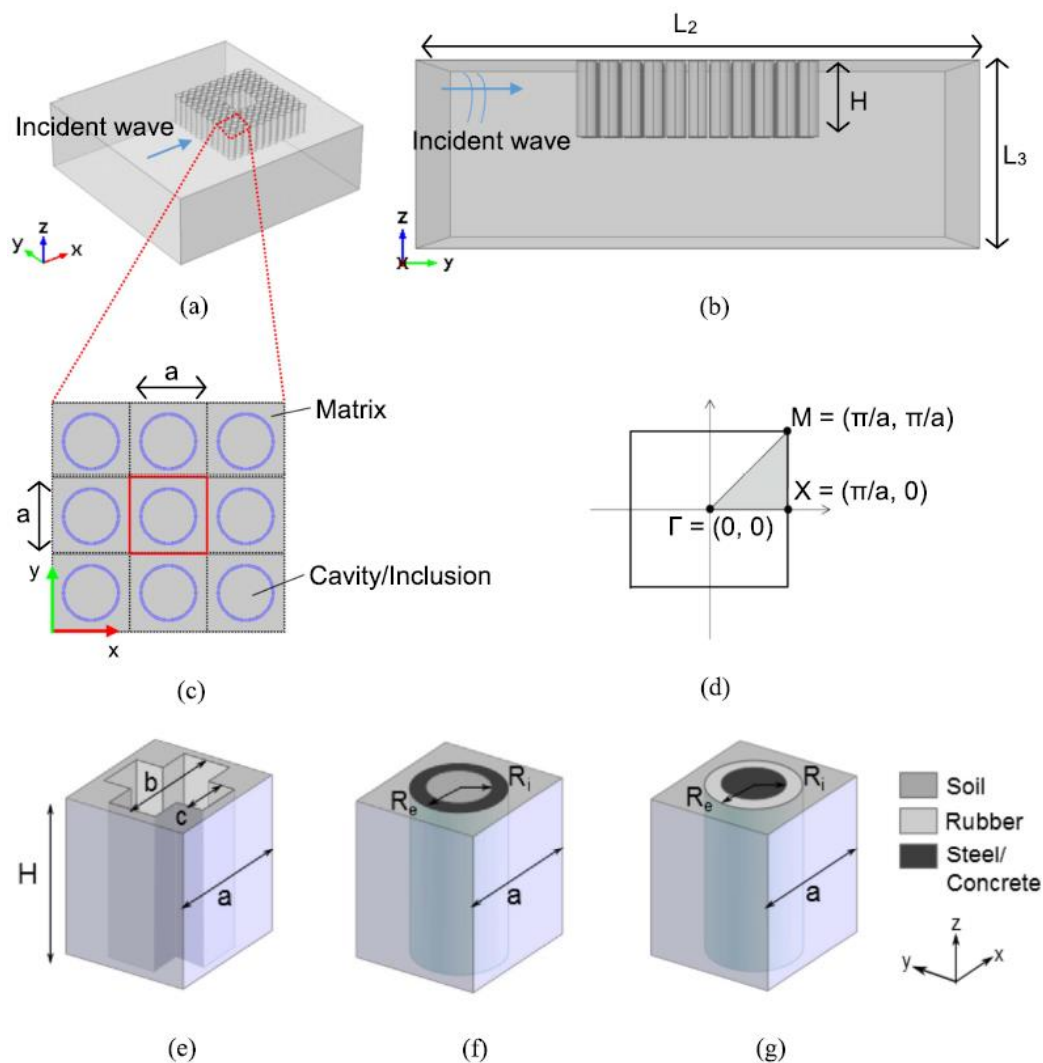 Incident wave
z
y
x
(a)
L₂
H
Incident wave
L₃
z
x
y
(b)
a
Matrix
a
Cavity/Inclusion
y
x
(c)
M = (π/a, π/a)
X = (π/a, 0)
Γ = (0, 0)
(d)
b
c
H
a
(e)
Rᵢ
Rₑ
a
(f)
Rᵢ
Rₑ
a
(g)
Soil
Rubber
Steel/
Concrete
z
y
x